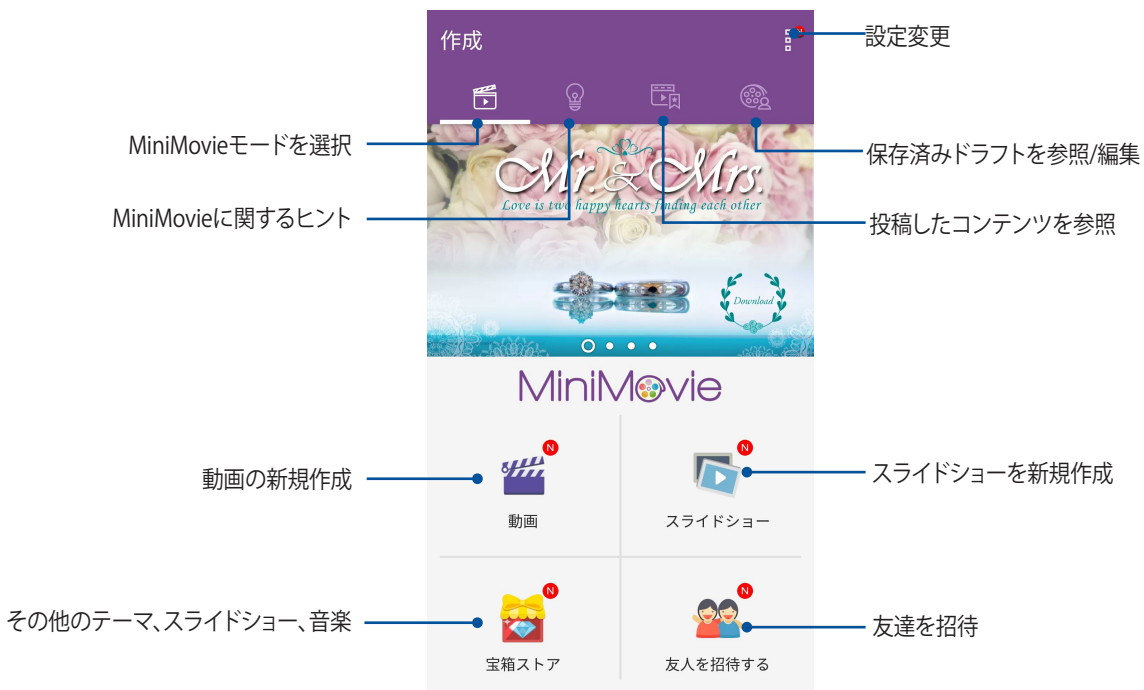 作成
設定変更
MiniMovieモードを選択
保存済みドラフトを参照/編集
Mr. & Mrs.
Love is two happy hearts finding each other
MiniMovieに関するヒント
投稿したコンテンツを参照
Download
MiniMovie
N
N
動画の新規作成
スライドショーを新規作成
動画
スライドショー
N
N
その他のテーマ、スライドショー、音楽
友達を招待
宝箱ストア
友人を招待する